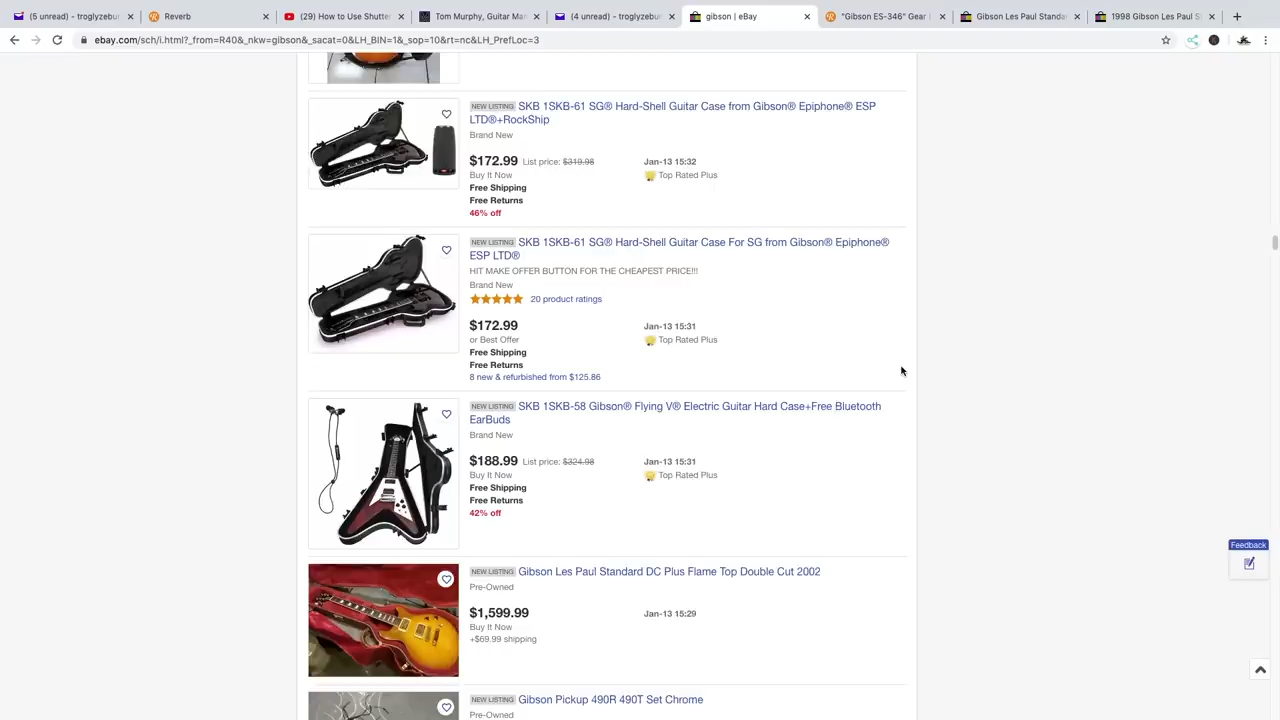 (5 unread) - troglyzebur
Reverb
(29) How to Use Shutter
Tom Murphy, Guitar Mar
(4 unread) - troglyzebur
gibson | eBay
"Gibson ES-346" Gear |
Gibson Les Paul Standar
1998 Gibson Les Paul S
ebay.com/sch/i.html?_from=R40&_nkw=gibson&_sacat=0&LH_BIN=1&_sop=10&rt=nc&LH_PrefLoc=3
NEW LISTING SKB 1SKB-61 SG® Hard-Shell Guitar Case from Gibson® Epiphone® ESP
LTD®+RockShip
Brand New
$172.99 List price: $319.98 Jan-13 15:32
Buy It Now Top Rated Plus
Free Shipping
Free Returns
46% off
NEW LISTING SKB 1SKB-61 SG® Hard-Shell Guitar Case For SG from Gibson® Epiphone®
ESP LTD®
HIT MAKE OFFER BUTTON FOR THE CHEAPEST PRICE!!!
Brand New
20 product ratings
$172.99 Jan-13 15:31
or Best Offer Top Rated Plus
Free Shipping
Free Returns
8 new & refurbished from $125.86
NEW LISTING SKB 1SKB-58 Gibson® Flying V® Electric Guitar Hard Case+Free Bluetooth
EarBuds
Brand New
$188.99 List price: $324.98 Jan-13 15:31
Buy It Now Top Rated Plus
Free Shipping
Free Returns
42% off
Feedback
NEW LISTING Gibson Les Paul Standard DC Plus Flame Top Double Cut 2002
Pre-Owned
$1,599.99 Jan-13 15:29
Buy It Now
+$69.99 shipping
NEW LISTING Gibson Pickup 490R 490T Set Chrome
Pre-Owned